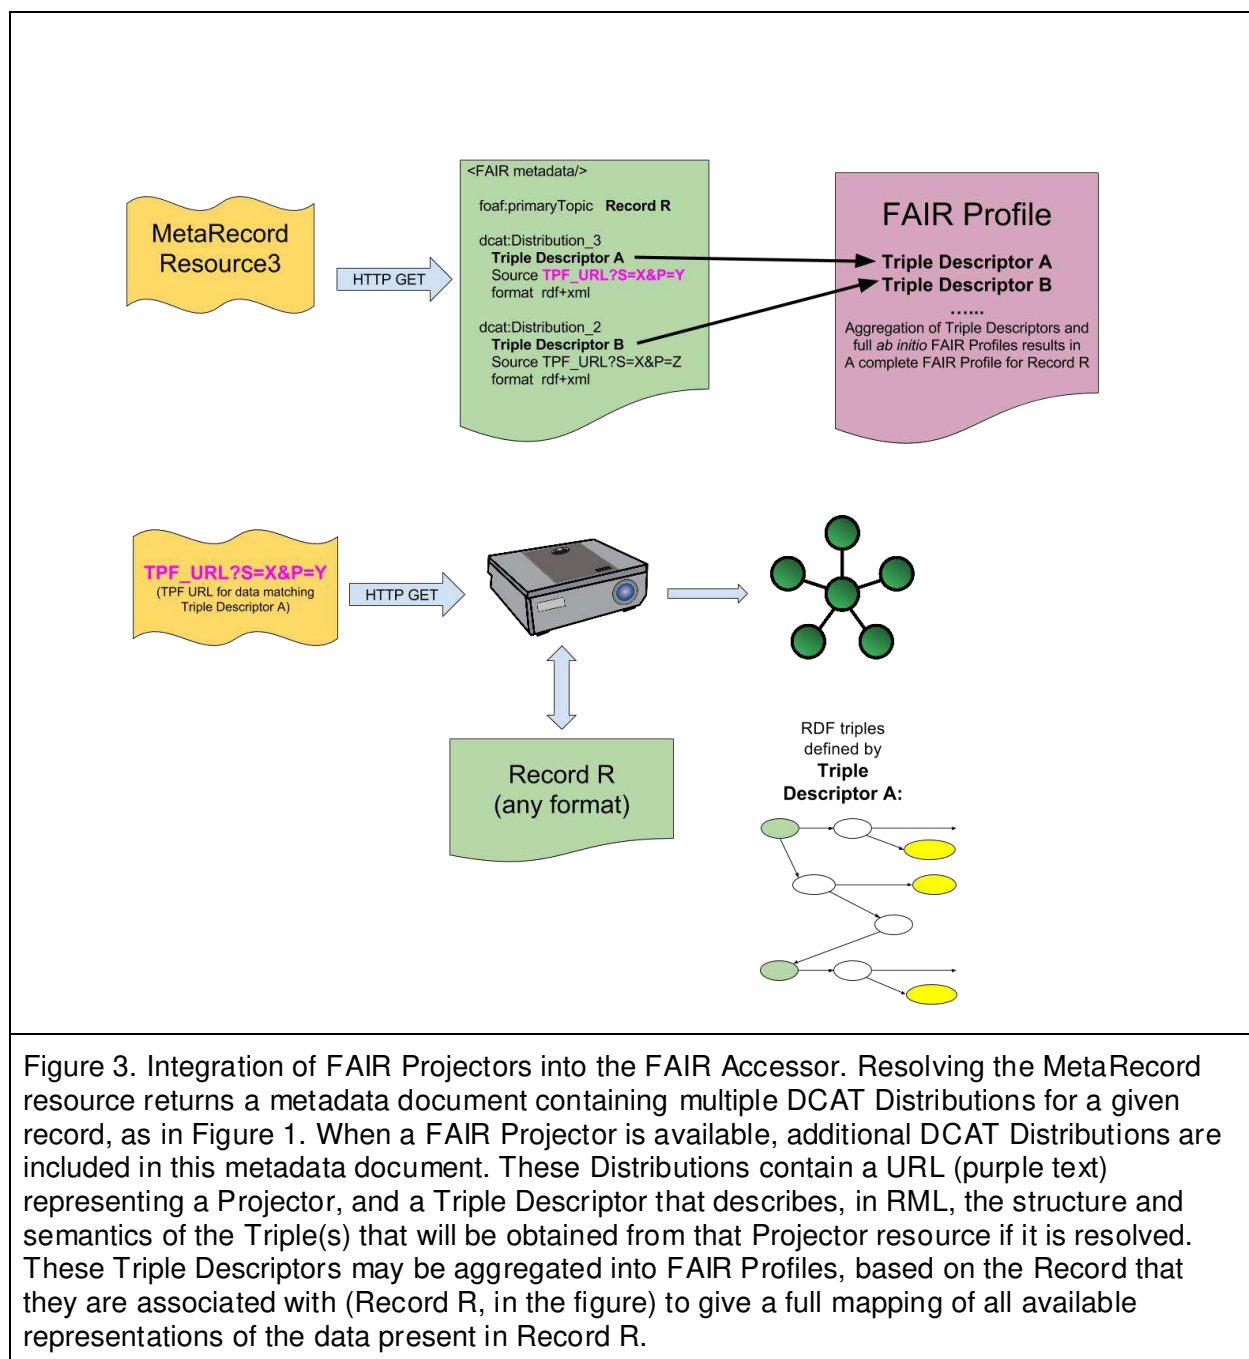 MetaRecord
Resource3
HTTP GET
<FAIR metadata/>
foaf:primaryTopic Record R
dcat:Distribution_3
Triple Descriptor A
Source TPF_URL?S=X&P=Y
format rdf+xml
dcat:Distribution_2
Triple Descriptor B
Source TPF_URL?S=X&P=Z
format rdf+xml
FAIR Profile
Triple Descriptor A
Triple Descriptor B
......
Aggregation of Triple Descriptors and
full ab initio FAIR Profiles results in
A complete FAIR Profile for Record R
TPF_URL?S=X&P=Y
(TPF URL for data matching
Triple Descriptor A)
HTTP GET
Record R
(any format)
RDF triples
defined by
Triple
Descriptor A:
Figure 3. Integration of FAIR Projectors into the FAIR Accessor. Resolving the MetaRecord
resource returns a metadata document containing multiple DCAT Distributions for a given
record, as in Figure 1. When a FAIR Projector is available, additional DCAT Distributions are
included in this metadata document. These Distributions contain a URL (purple text)
representing a Projector, and a Triple Descriptor that describes, in RML, the structure and
semantics of the Triple(s) that will be obtained from that Projector resource if it is resolved.
These Triple Descriptors may be aggregated into FAIR Profiles, based on the Record that
they are associated with (Record R, in the figure) to give a full mapping of all available
representations of the data present in Record R.